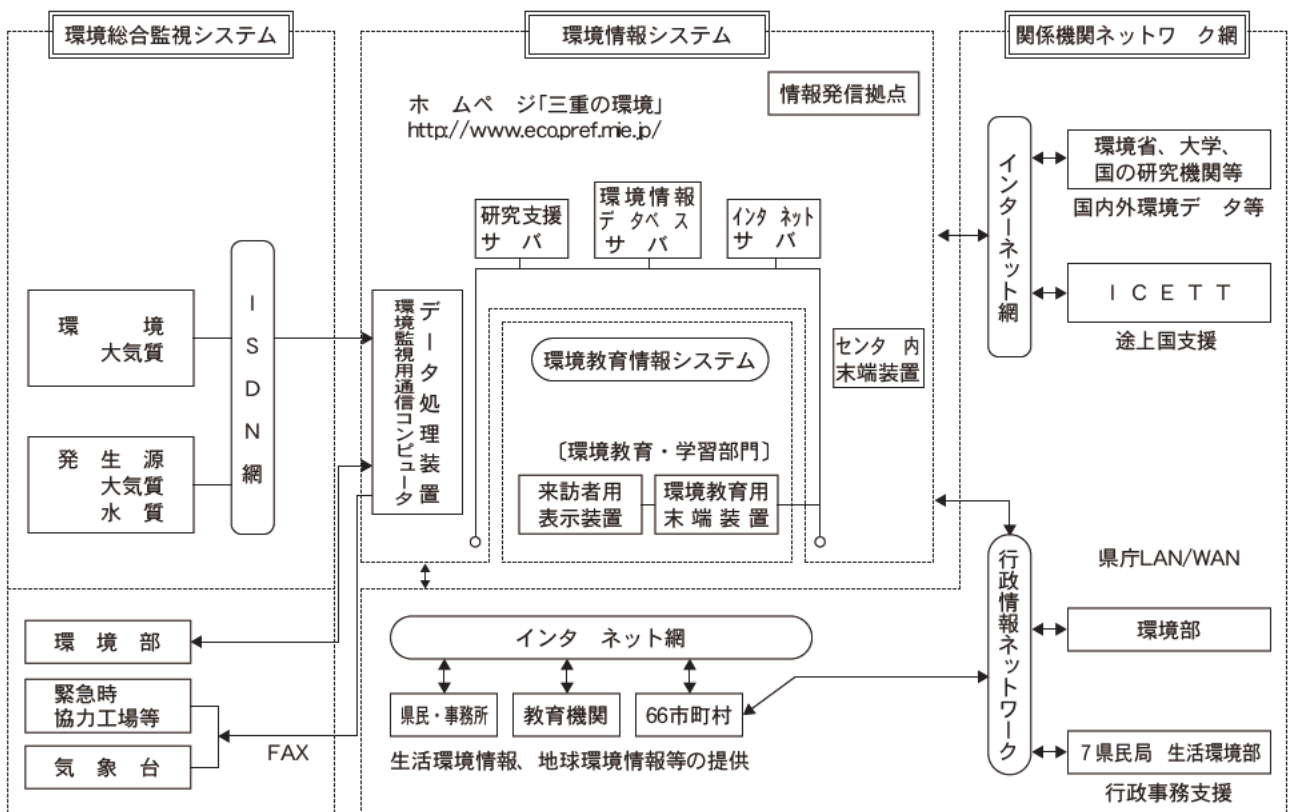 環境総合監視システム
環境情報システム
関係機関ネットワ ク網
情報発信拠点
ホ ムペ ジ「三重の環境」
http://www.eco.pref.mie.jp/
研究支援
サ バ
環境情報
デ タベ ス
サ バ
インタ ネット
サ バ
インターネット網
環境省、大学、
国の研究機関等
国内外環境デ タ等
I C E T T
途上国支援
環 境
大気質
発 生 源
大気質
水 質
ISDN網
データ処理装置
環境監視用通信コンピュータ
環境教育情報システム
センタ 内
末端装置
〔環境教育・学習部門〕
来訪者用
表示装置
環境教育用
末端装置
環 境 部
緊急時
協力工場等
気 象 台
FAX
インタ ネット網
県民・事務所
教育機関
66市町村
生活環境情報、地球環境情報等の提供
行政情報ネットワーク
県庁LAN/WAN
環境部
7県民局 生活環境部
行政事務支援